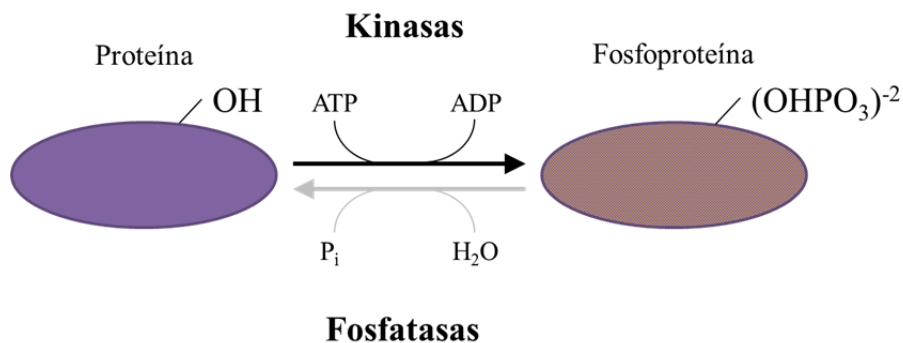 Kinasas
Proteína
Fosfoproteína
OH
ATP
ADP
(OHPO₃)⁻²
Pᵢ
H₂O
Fosfatasas